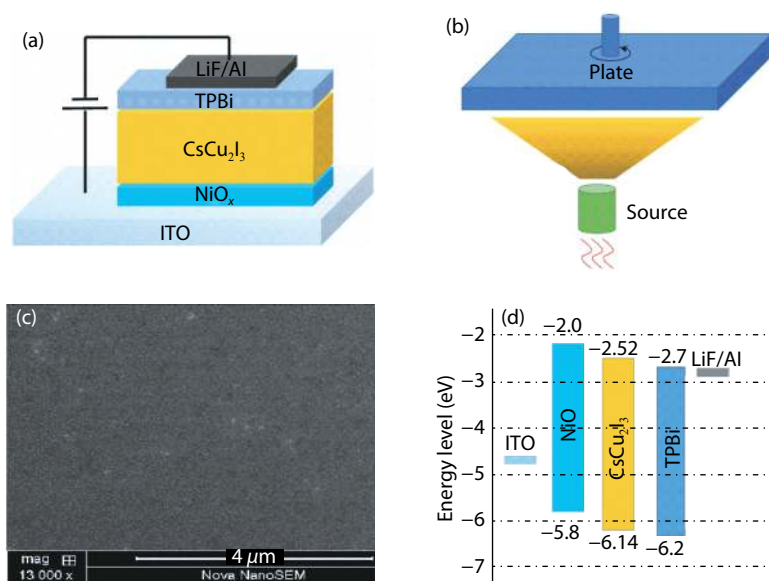 (a)
LiF/Al
TPBi
CsCu₂I₃
NiOₓ
ITO
(b)
Plate
Source
(c)
4 μm
mag
13 000 x
Nova NanoSEM
(d)
Energy level (eV)
−2
−3
−4
−5
−6
−7
ITO
−2.0
NiO
−5.8
−2.52
CsCu₂I₃
−6.14
−2.7
TPBi
−6.2
LiF/Al